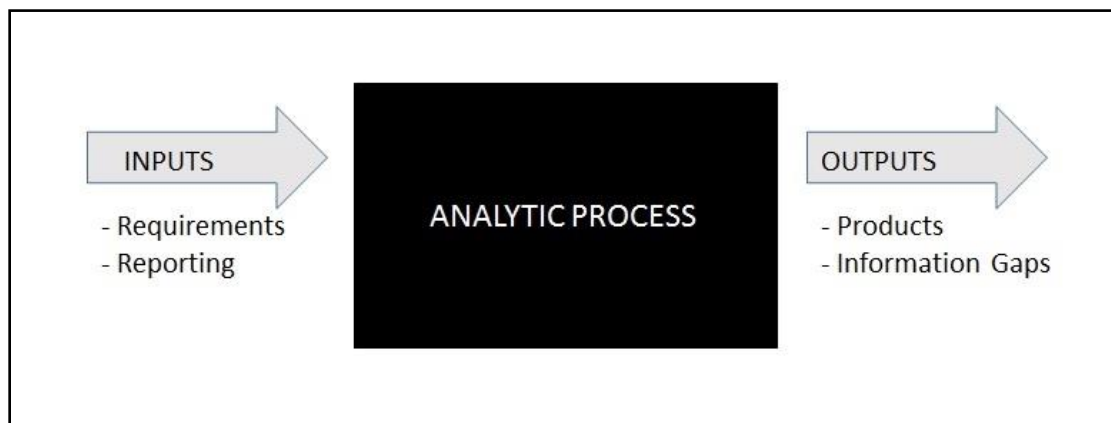 INPUTS
- Requirements
- Reporting
ANALYTIC PROCESS
OUTPUTS
- Products
- Information Gaps